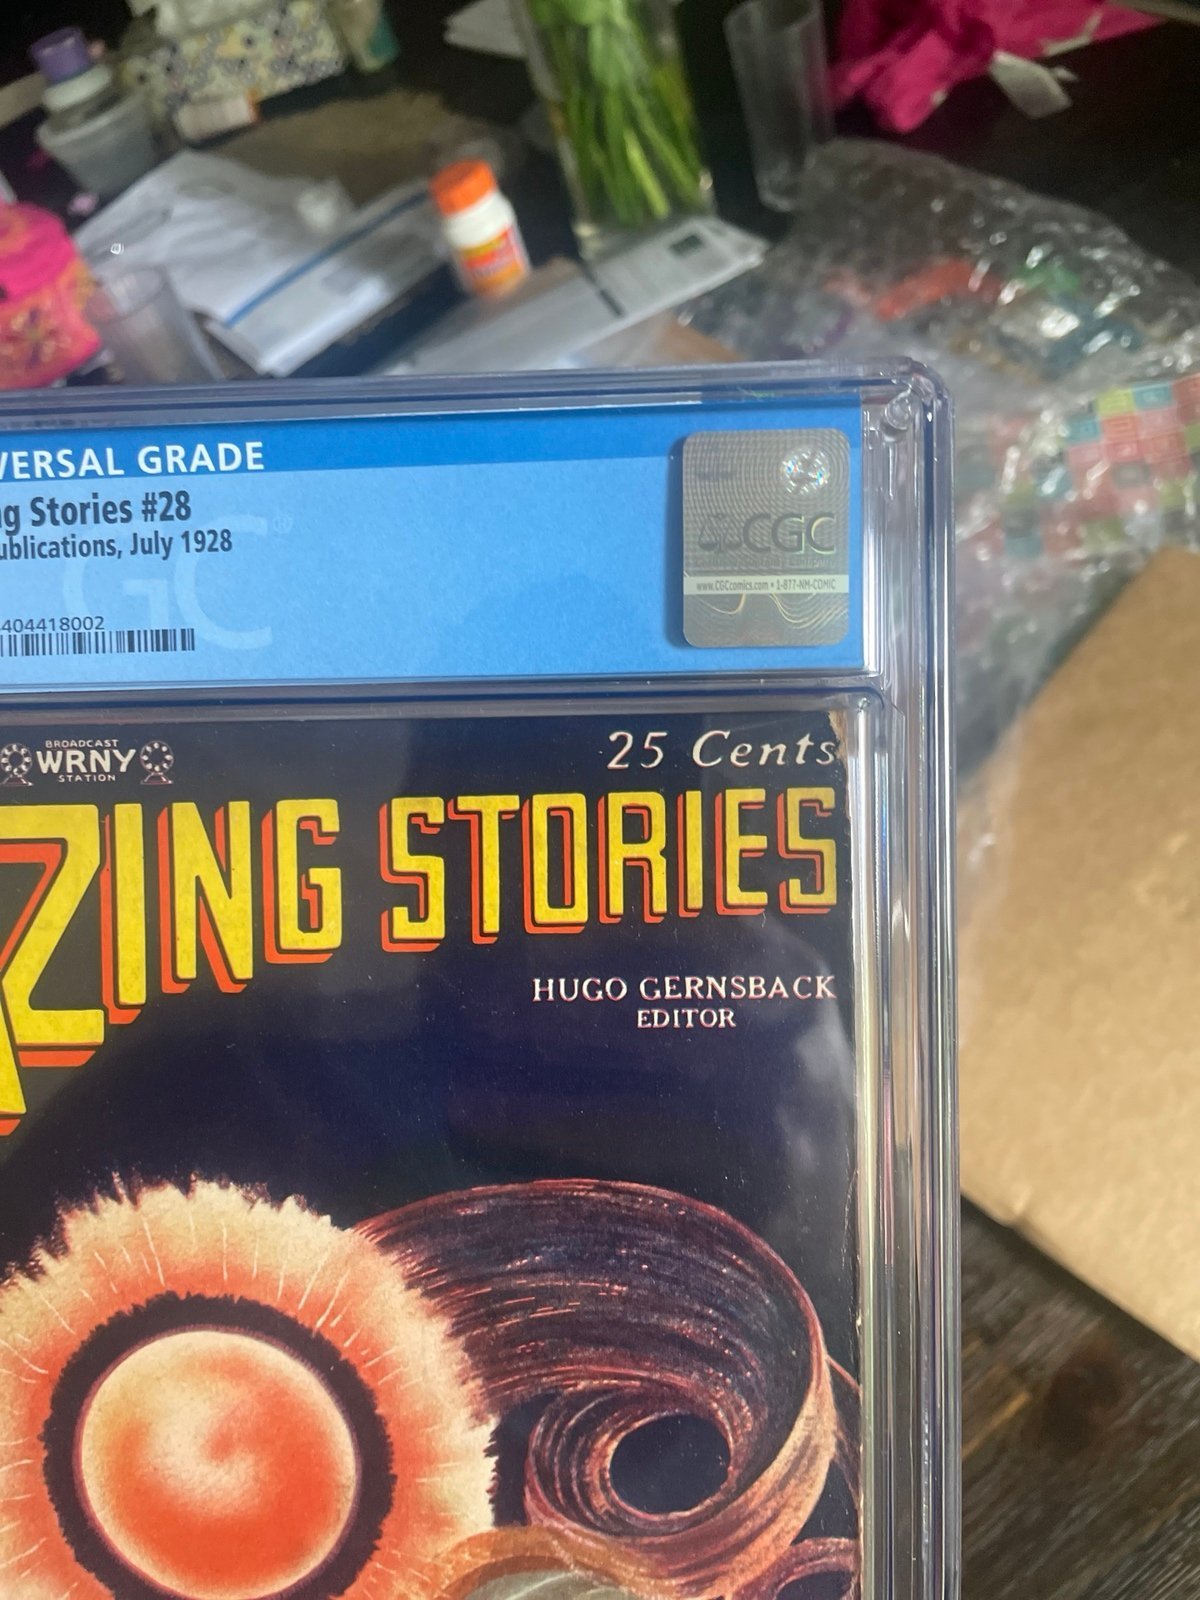 VERSAL GRADE
ng Stories #28
ublications, July 1928
404418002
CGC
www.CGCcomics.com • 1-877-NM-COMIC
BROADCAST
WRNY
STATION
25 Cents
ZING STORIES
HUGO GERNSBACK
EDITOR